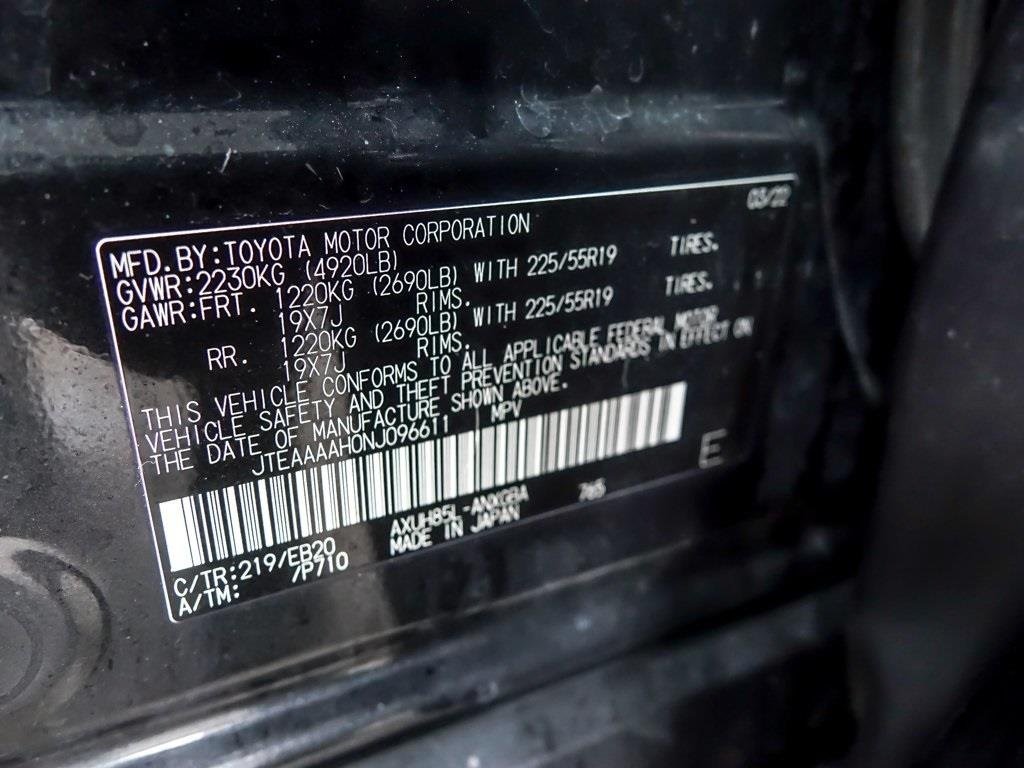 03/22
MFD.BY:TOYOTA MOTOR CORPORATION
GVWR:2230KG (4920LB)
GAWR:FRT. 1220KG (2690LB) WITH 225/55R19 TIRES.
19X7J RIMS.
RR. 1220KG (2690LB) WITH 225/55R19 TIRES.
19X7J RIMS.
THIS VEHICLE CONFORMS TO ALL APPLICABLE FEDERAL MOTOR
VEHICLE SAFETY AND THEFT PREVENTION STANDARDS IN EFFECT ON
THE DATE OF MANUFACTURE SHOWN ABOVE.
JTEAAAAH0NJ096611 MPV
E
AXUH85L-ANXGBA 765
C/TR:219/EB20 MADE IN JAPAN
A/TM: /P710